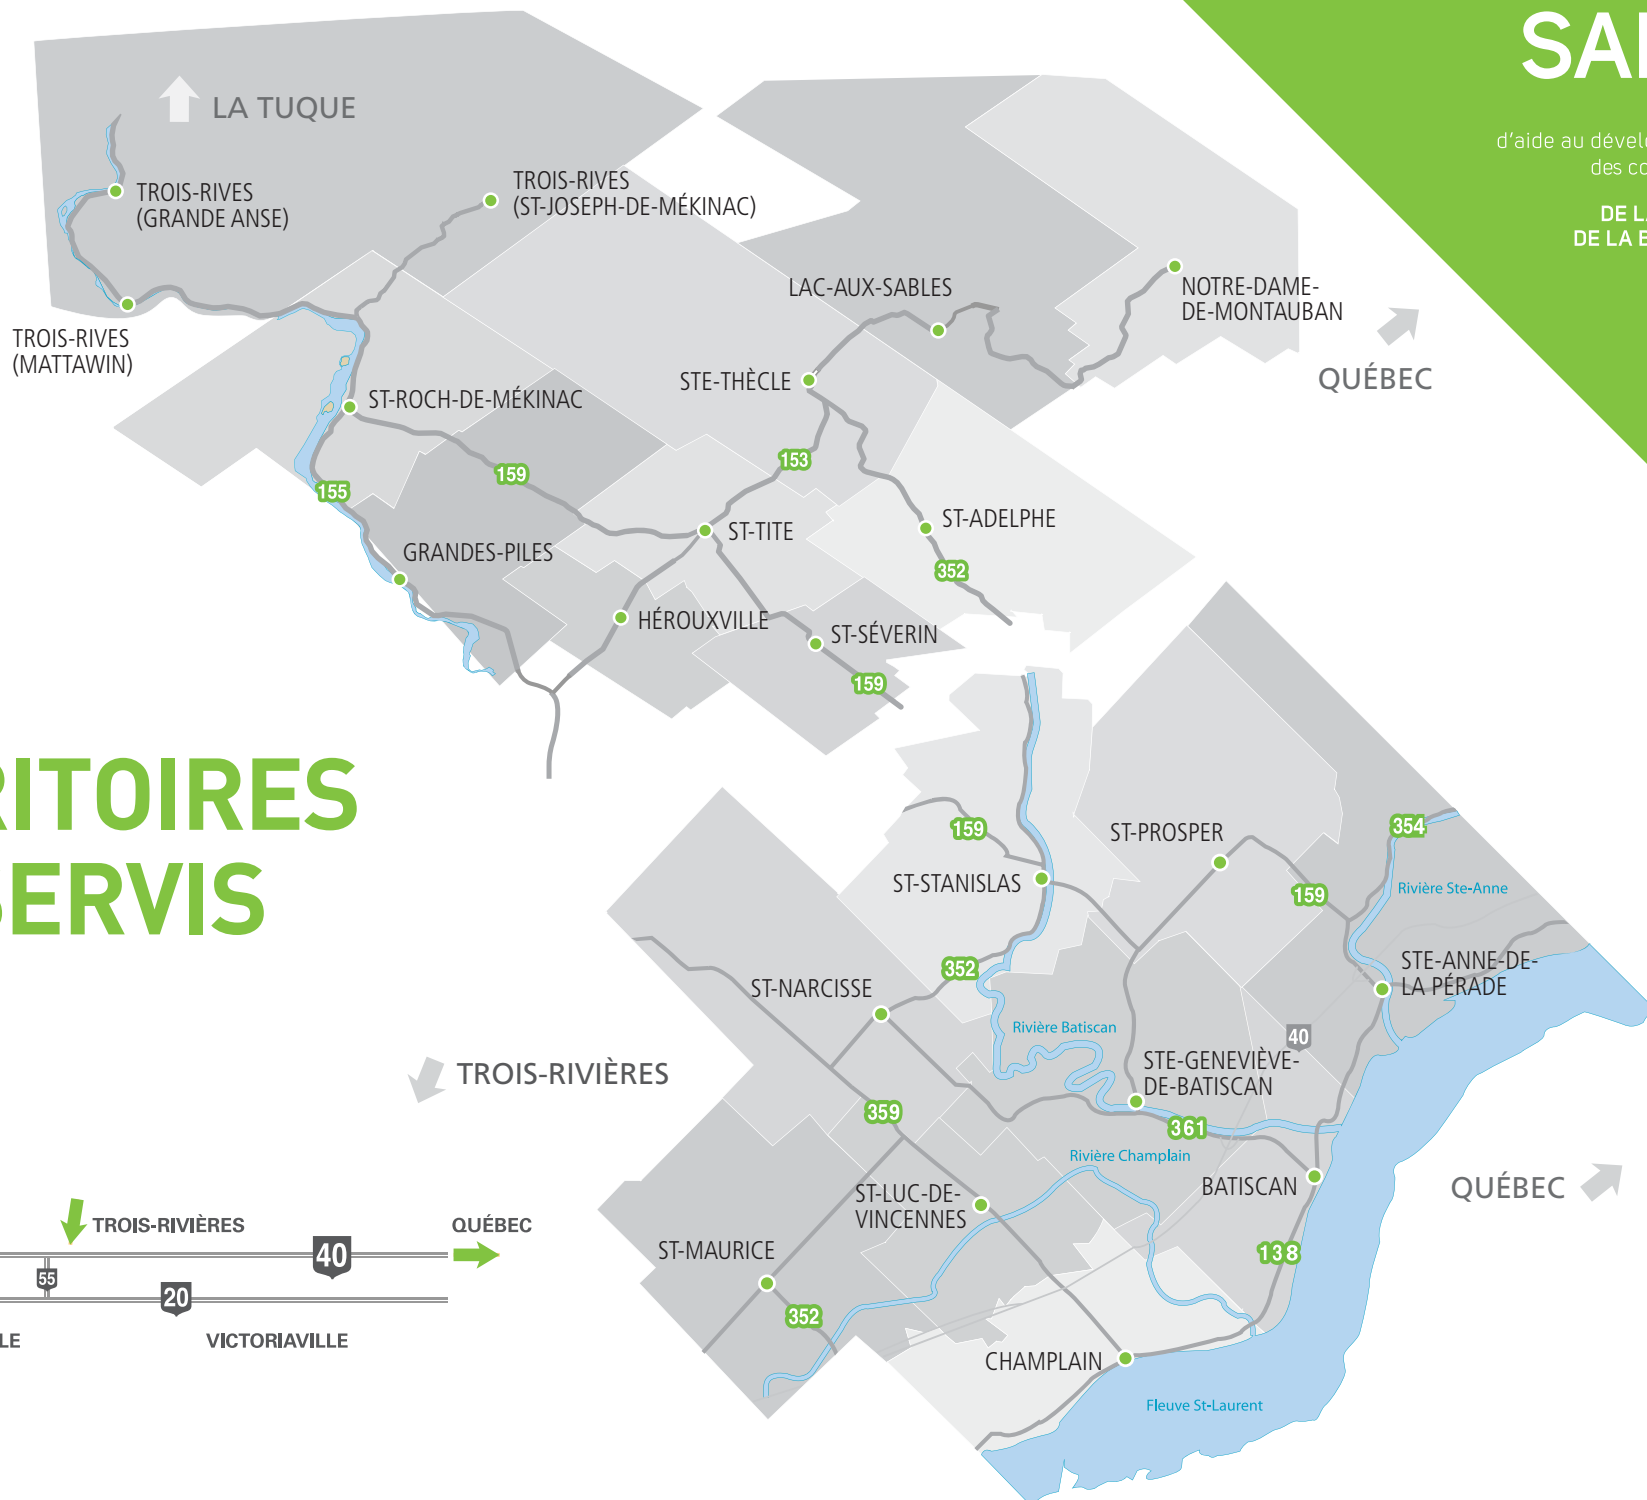 LA TUQUE
TROIS-RIVES
(GRANDE ANSE)
TROIS-RIVES
(ST-JOSEPH-DE-MÉKINAC)
TROIS-RIVES
(MATTAWIN)
LAC-AUX-SABLES
NOTRE-DAME-
DE-MONTAUBAN
QUÉBEC
STE-THÈCLE
ST-ROCH-DE-MÉKINAC
153
159
155
ST-TITE
ST-ADELPHE
352
GRANDES-PILES
HÉROUXVILLE
ST-SÉVERIN
159
d'aide au
DE
DE LA
RITOIRES
SERVIS
159
ST-PROSPER
354
ST-STANISLAS
159
Rivière Ste-Anne
352
STE-ANNE-DE-
LA PÉRADE
ST-NARCISSE
Rivière Batiscan
40
STE-GENEVIÈVE-
DE-BATISCAN
TROIS-RIVIÈRES
359
361
Rivière Champlain
BATISCAN
QUÉBEC
ST-LUC-DE-
VINCENNES
ST-MAURICE
138
352
CHAMPLAIN
Fleuve St-Laurent
TROIS-RIVIÈRES
QUÉBEC
40
55
20
LE
VICTORIAVILLE